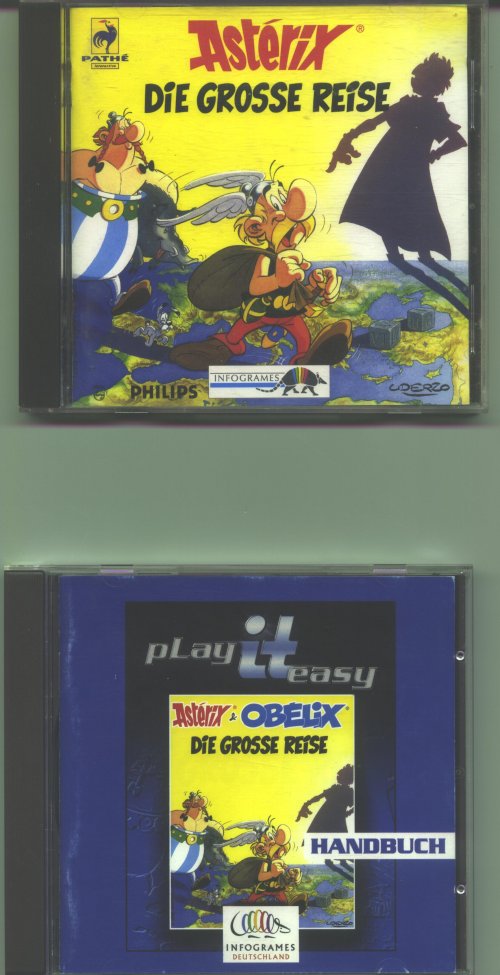 PATHÉ
Astérix®
DIE GROSSE REISE
PHILIPS
INFOGRAMES
UDERZO
pLay it easy
Astérix® & OBELIX®
DIE GROSSE REISE
HANDBUCH
INFOGRAMES
DEUTSCHLAND